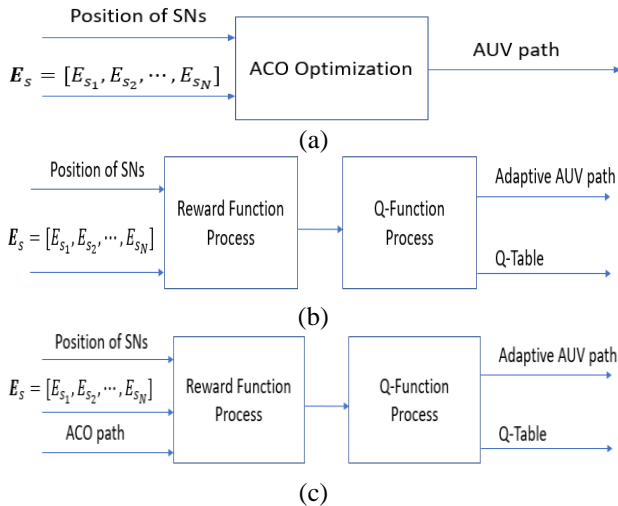 Position of SNs
E_s = [E_{s_1}, E_{s_2}, ⋯, E_{s_N}]
ACO Optimization
AUV path
(a)
Position of SNs
E_s = [E_{s_1}, E_{s_2}, ⋯, E_{s_N}]
Reward Function
Process
Q-Function
Process
Adaptive AUV path
Q-Table
(b)
Position of SNs
E_s = [E_{s_1}, E_{s_2}, ⋯, E_{s_N}]
ACO path
Reward Function
Process
Q-Function
Process
Adaptive AUV path
Q-Table
(c)